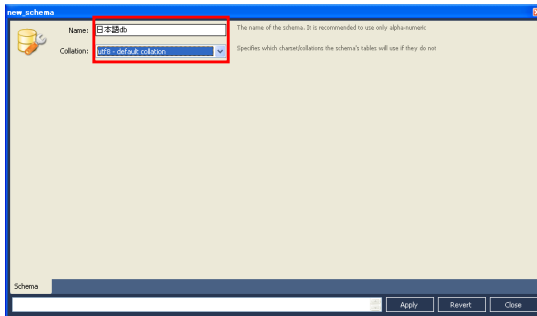 new_schema
Name: 日本語db The name of the schema. It is recommended to use only alpha-numeric
Collation: utf8 - default collation Specifies which charset/collations the schema's tables will use if they do not
Schema
Apply Revert Close